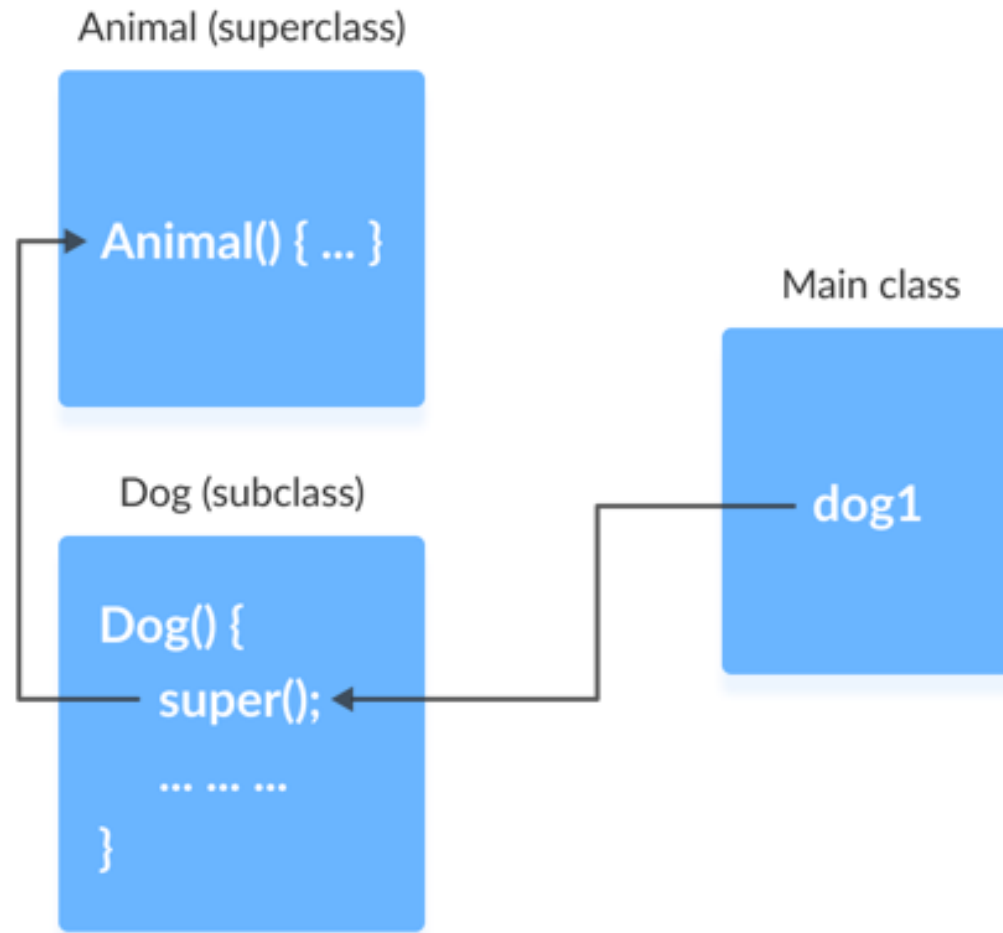 Animal (superclass)
Animal() { ... }
Main class
dog1
Dog (subclass)
Dog() {
super();
... ... ...
}